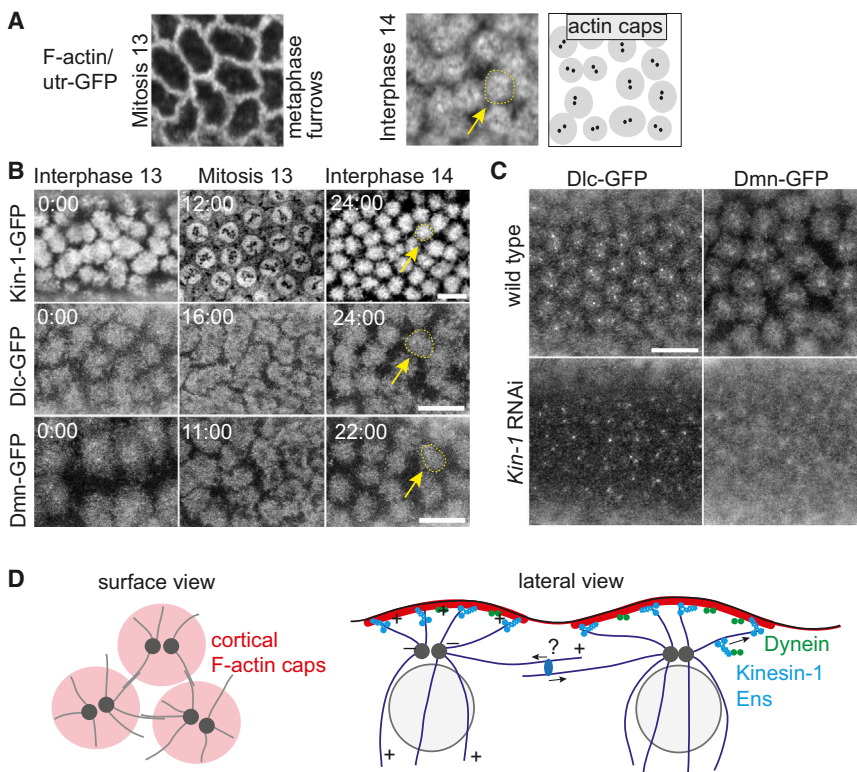 A
F-actin/
utr-GFP
Mitosis 13
metaphase
furrows
Interphase 14
actin caps
B
Interphase 13 Mitosis 13 Interphase 14
Kin-1-GFP
0:00 12:00 24:00
Dlc-GFP
0:00 16:00 24:00
Dmn-GFP
0:00 11:00 22:00
C
Dlc-GFP Dmn-GFP
wild type
Kin-1 RNAi
D
surface view
cortical
F-actin caps
lateral view
+ + +
– –
? +
+ +
Dynein
Kinesin-1
Ens